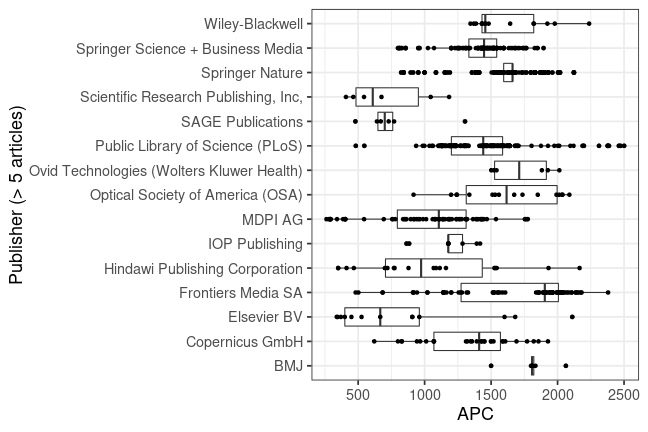 Publisher (> 5 articles)
Wiley-Blackwell
Springer Science + Business Media
Springer Nature
Scientific Research Publishing, Inc,
SAGE Publications
Public Library of Science (PLoS)
Ovid Technologies (Wolters Kluwer Health)
Optical Society of America (OSA)
MDPI AG
IOP Publishing
Hindawi Publishing Corporation
Frontiers Media SA
Elsevier BV
Copernicus GmbH
BMJ
500 1000 1500 2000 2500
APC